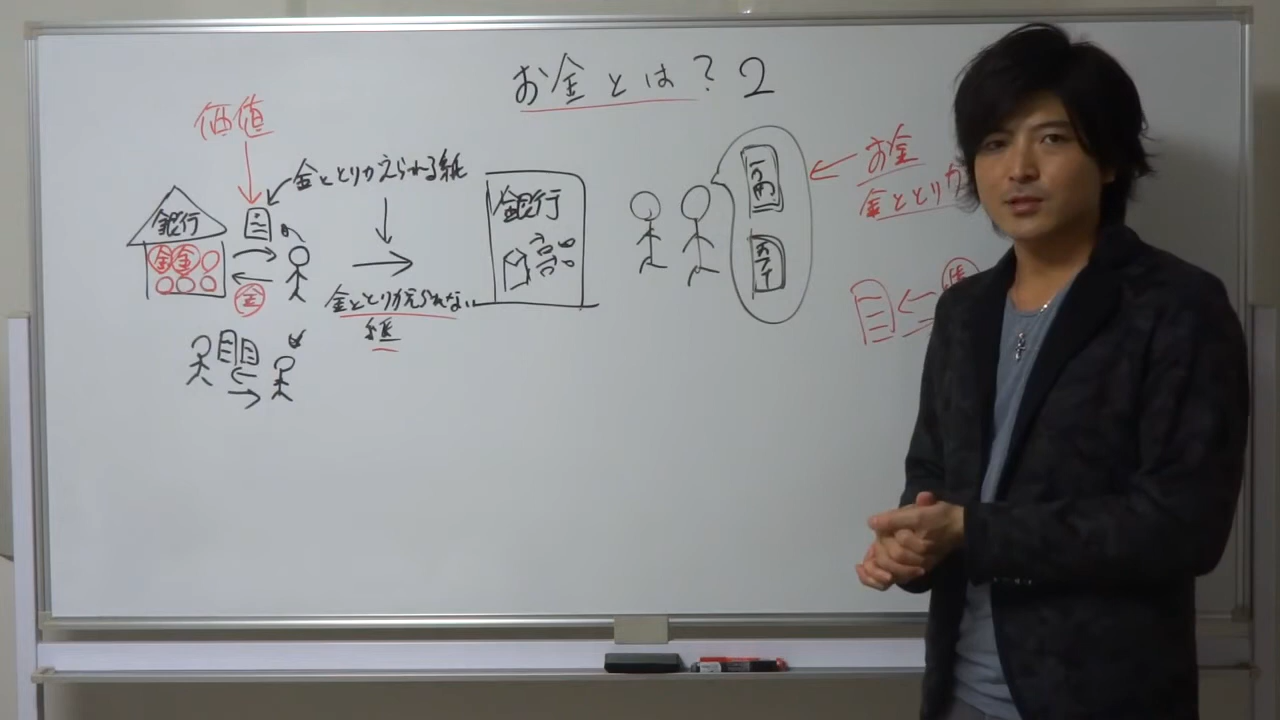 お金とは? 2
価値
金ととりかえられる紙
銀行
金 金
金
金ととりかえられない
紙
銀行
お金
金ととりか